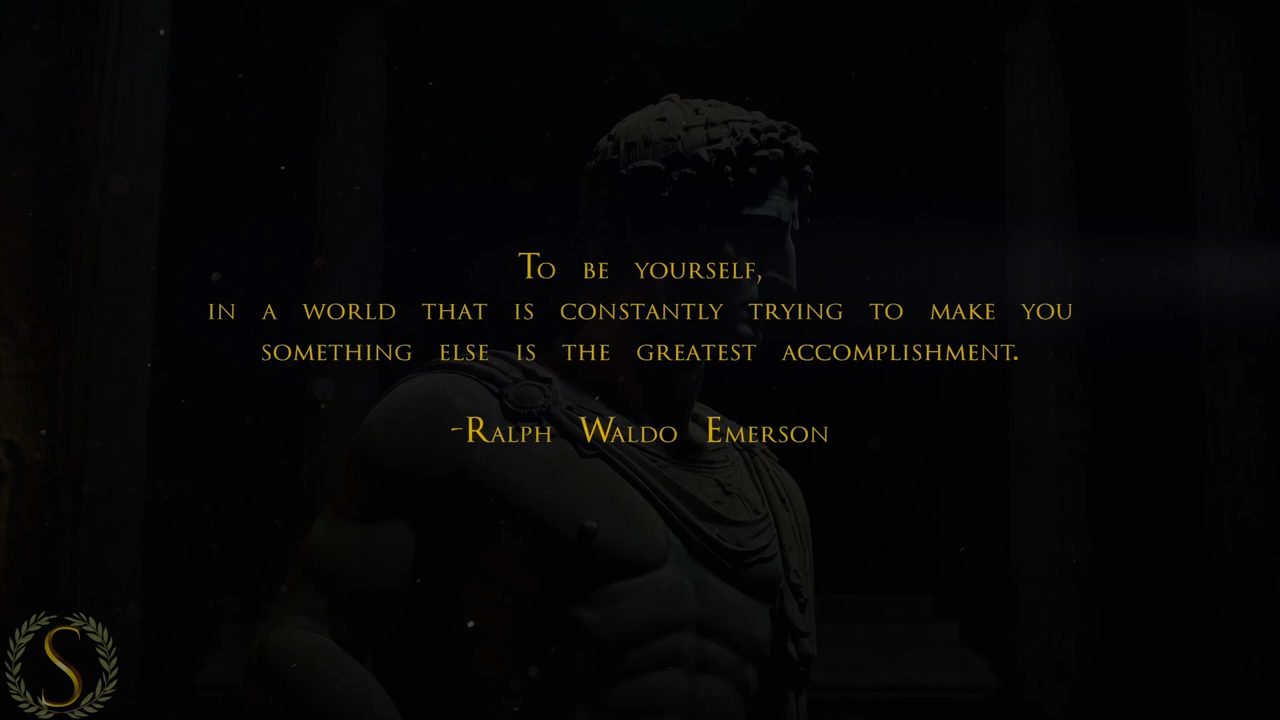 To be yourself,
in a world that is constantly trying to make you
something else is the greatest accomplishment.
-Ralph Waldo Emerson
S